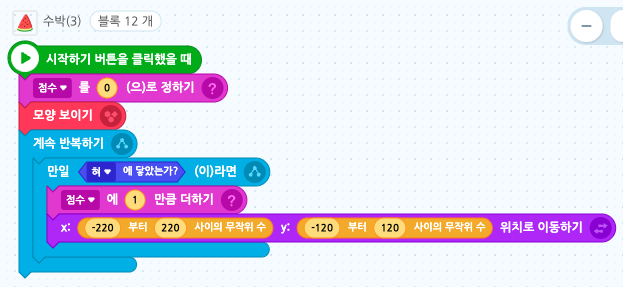 수박(3) 블록 12 개
시작하기 버튼을 클릭했을 때
점수 를 0 (으)로 정하기 ?
모양 보이기
계속 반복하기
만일 혀 에 닿았는가? (이)라면
점수 에 1 만큼 더하기 ?
x: -220 부터 220 사이의 무작위 수 y: -120 부터 120 사이의 무작위 수 위치로 이동하기